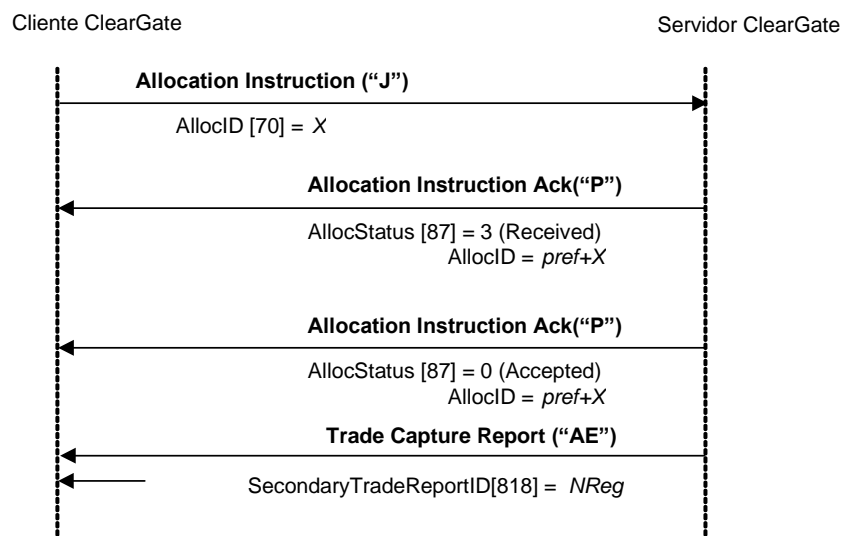 Cliente ClearGate
Servidor ClearGate
Allocation Instruction (“J”)
AllocID [70] = X
Allocation Instruction Ack(“P”)
AllocStatus [87] = 3 (Received)
AllocID = pref+X
Allocation Instruction Ack(“P”)
AllocStatus [87] = 0 (Accepted)
AllocID = pref+X
Trade Capture Report (“AE”)
SecondaryTradeReportID[818] = NReg